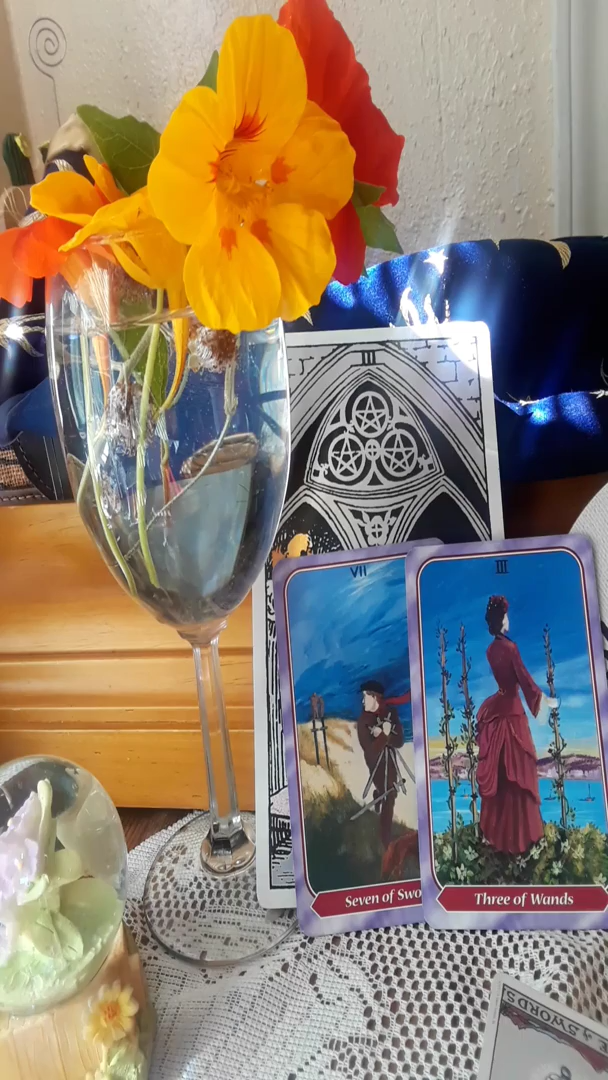 III
VII
III
Seven of Swo
Three of Wands
SWORDS